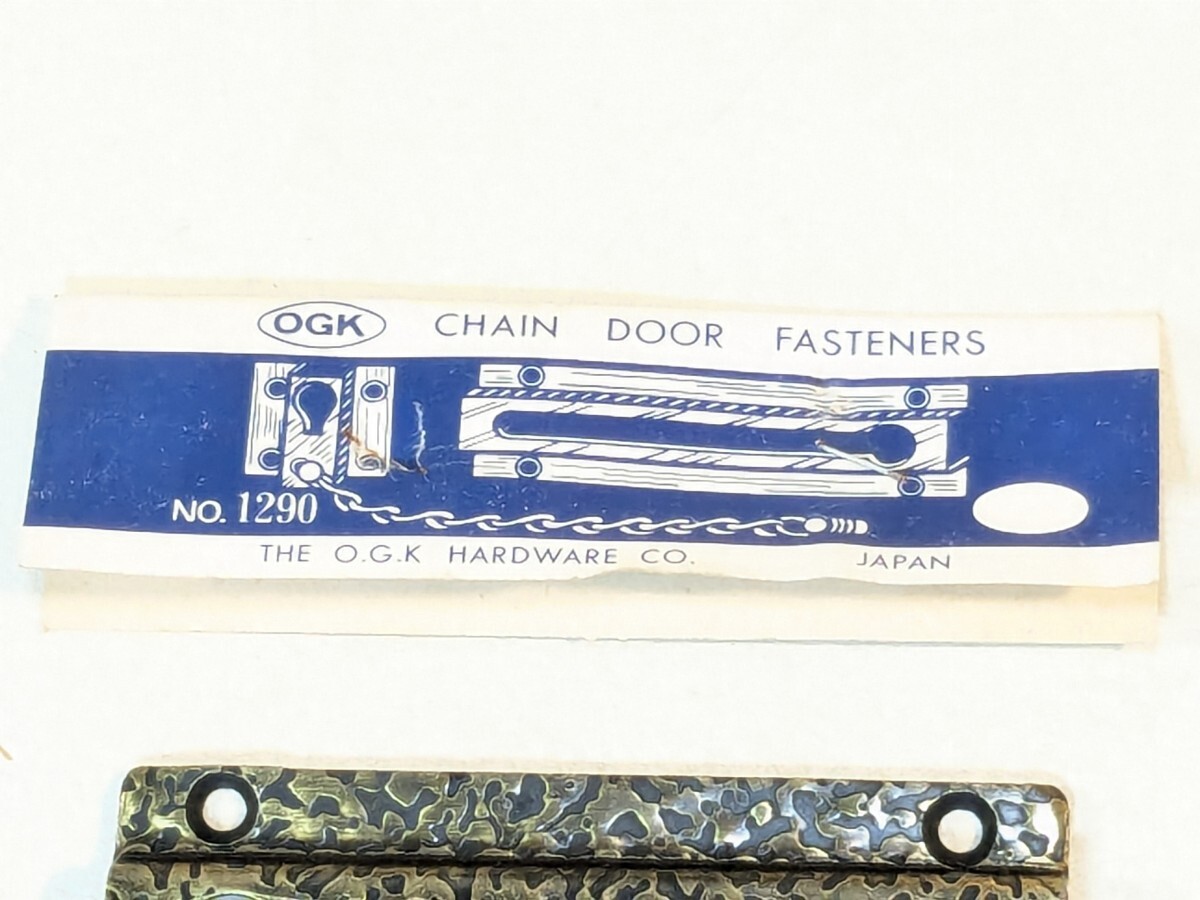 OGK CHAIN DOOR FASTENERS
NO. 1290
THE O.G.K HARDWARE CO. JAPAN